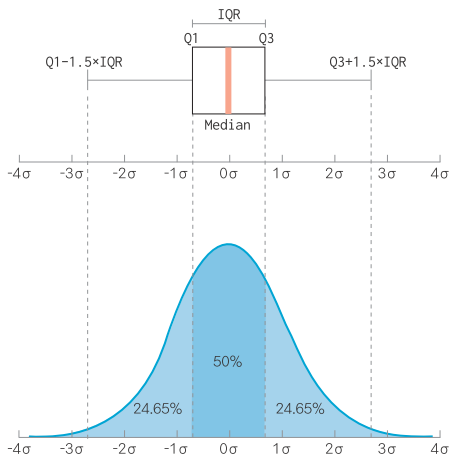 IQR
Q1 Q3
Q1−1.5×IQR Q3+1.5×IQR
Median
-4σ -3σ -2σ -1σ 0σ 1σ 2σ 3σ 4σ
50%
24.65% 24.65%
-4σ -3σ -2σ -1σ 0σ 1σ 2σ 3σ 4σ